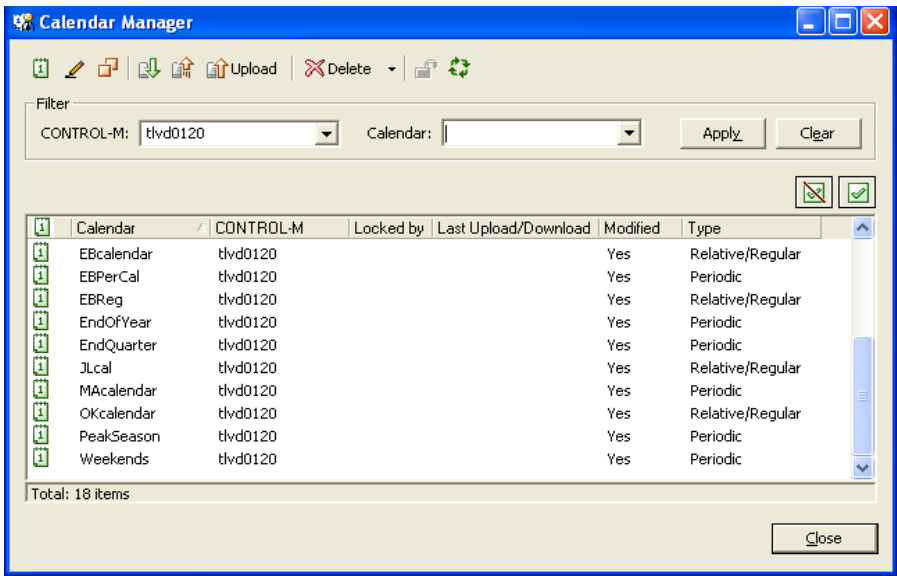 Calendar Manager
Upload Delete
Filter
CONTROL-M: tlvd0120 Calendar: Apply Clear
Calendar CONTROL-M Locked by Last Upload/Download Modified Type
EBcalendar tlvd0120 Yes Relative/Regular
EBPerCal tlvd0120 Yes Periodic
EBReg tlvd0120 Yes Relative/Regular
EndOfYear tlvd0120 Yes Periodic
EndQuarter tlvd0120 Yes Periodic
JLcal tlvd0120 Yes Relative/Regular
MAcalendar tlvd0120 Yes Periodic
OKcalendar tlvd0120 Yes Relative/Regular
PeakSeason tlvd0120 Yes Periodic
Weekends tlvd0120 Yes Periodic
Total: 18 items
Close